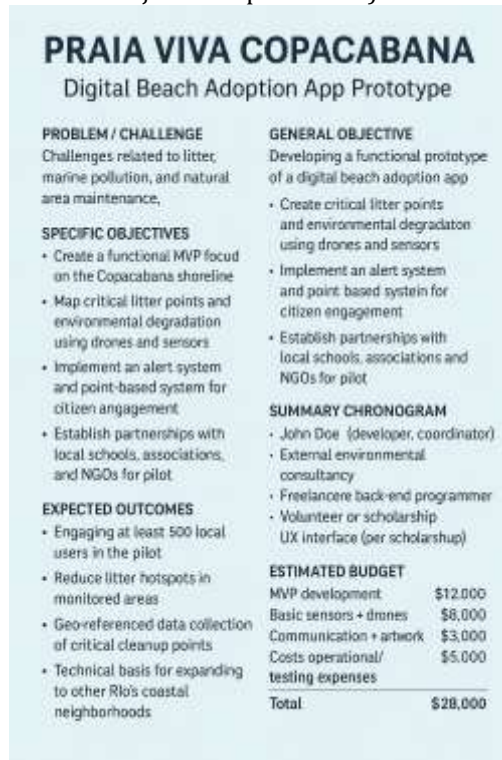 PRAIA VIVA COPACABANA
Digital Beach Adoption App Prototype
PROBLEM / CHALLENGE
Challenges related to litter,
marine pollution, and natural
area maintenance,
SPECIFIC OBJECTIVES
• Create a functional MVP focud
on the Copacabana shoreline
• Map critical litter points and
environmental degradation
using drones and sensors
• Implement an alert system
and point-based system for
citizen angagement
• Establish partnerships with
local schools, associations,
and NGOs for pilot
EXPECTED OUTCOMES
• Engaging at least 500 local
users in the pilot
• Reduce litter hotspots in
monitored areas
• Geo-referenced data collection
of critical cleanup points
• Technical basis for expanding
to other Rlo's coastal
neighborhoods
GENERAL OBJECTIVE
Developing a functional prototype
of a digital beach adoption app
• Create critical litter points
and environmental degradaton
using drones and sensors
• Implement an alert system
and point based systein for
citizen engagement
• Establish partnerships with
local schools, associations and
NGOs for pilot
SUMMARY CHRONOGRAM
• John Doe (developer, coordinator)
• External environmental
consultancy
• Freelancere back-end programmer
• Volunteer or scholarship
UX interface (per scholarshup)
ESTIMATED BUDGET
MVP development $12.000
Basic sensors + drones $8,000
Communication + artwork $3,000
Costs operational/ $5.000
testing expenses
Total $28,000